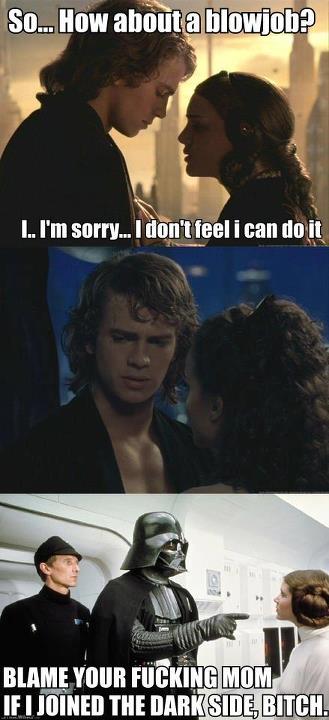 So... How about a blowjob?
I.. I'm sorry... I don't feel i can do it
BLAME YOUR FUCKING MOM
IF I JOINED THE DARK SIDE, BITCH.